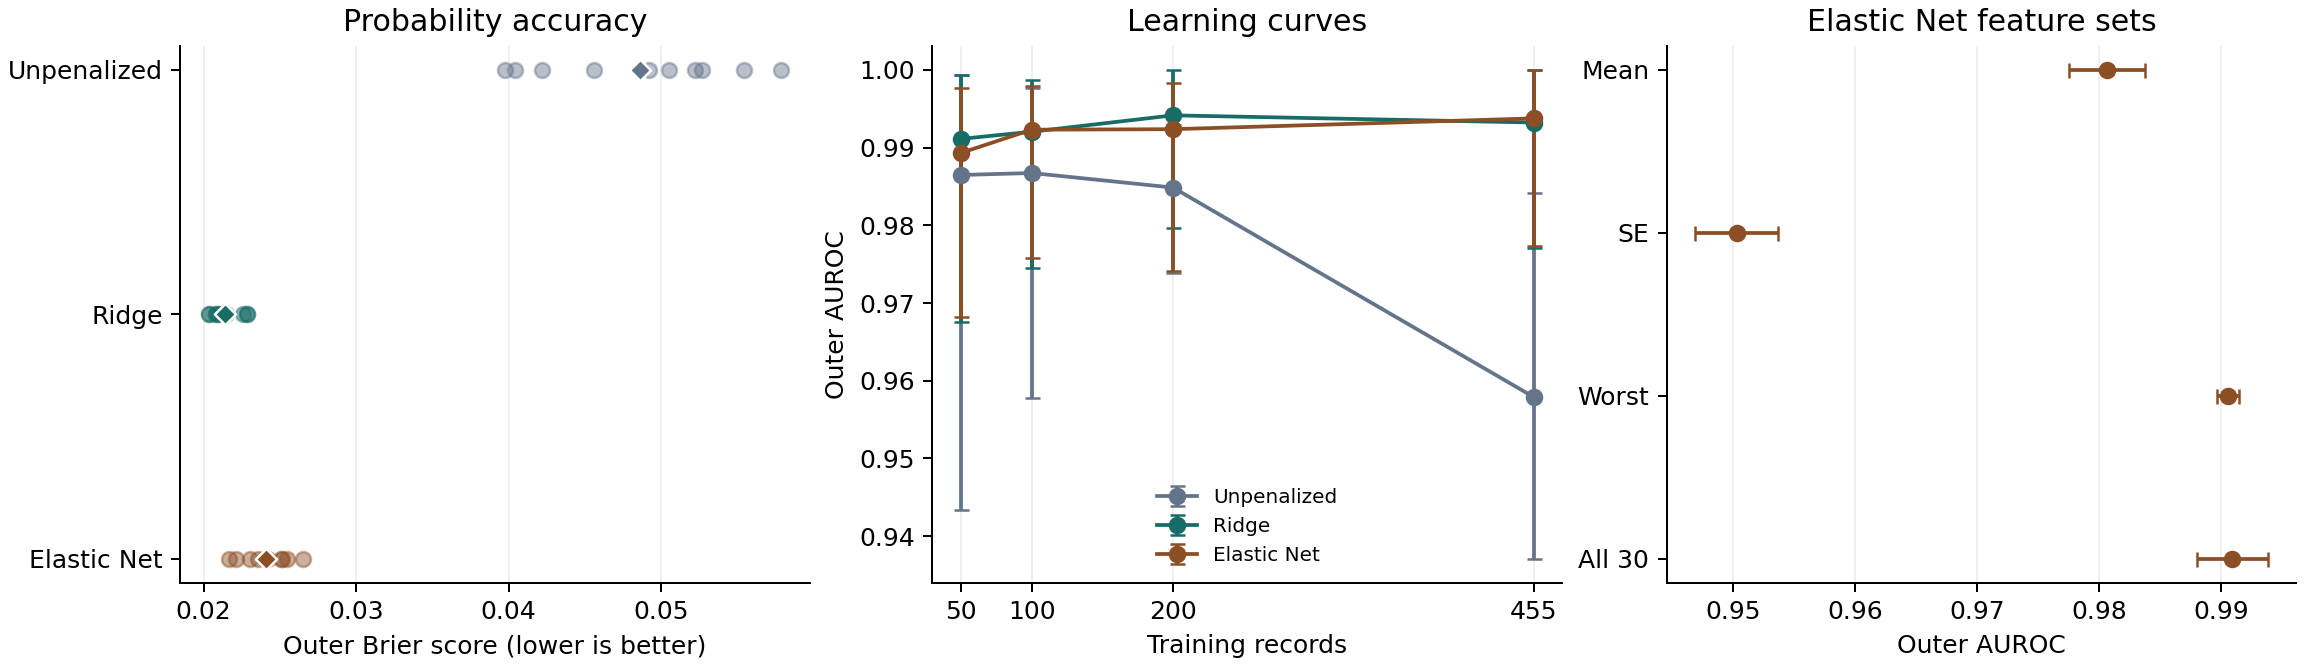 Probability accuracy
Unpenalized
Ridge
Elastic Net
0.02 0.03 0.04 0.05
Outer Brier score (lower is better)
Learning curves
Outer AUROC
1.00
0.99
0.98
0.97
0.96
0.95
0.94
Unpenalized
Ridge
Elastic Net
50 100 200 455
Training records
Elastic Net feature sets
Mean
SE
Worst
All 30
0.95 0.96 0.97 0.98 0.99
Outer AUROC